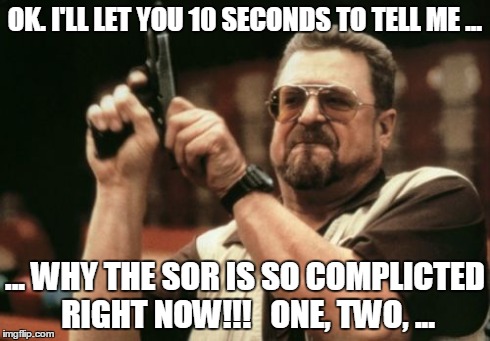 OK. I'LL LET YOU 10 SECONDS TO TELL ME ...
... WHY THE SOR IS SO COMPLICTED
RIGHT NOW!!! ONE, TWO, ...
imgflip.com